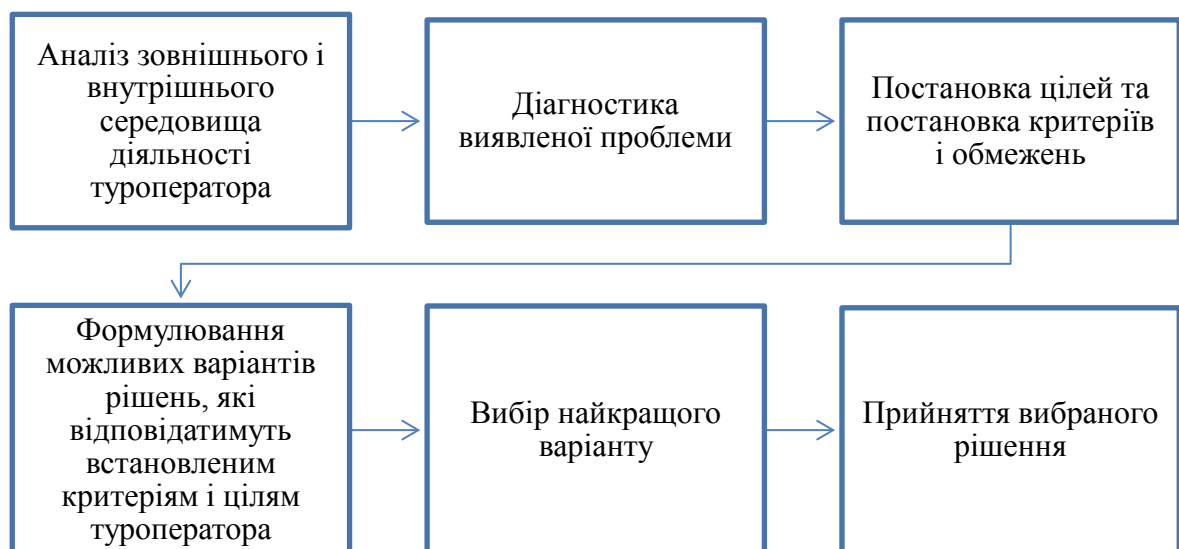 Аналіз зовнішнього і
внутрішнього
середовища
діяльності
туроператора
Діагностика
виявленої проблеми
Постановка цілей та
постановка критеріїв
і обмежень
Формулювання
можливих варіантів
рішень, які
відповідатимуть
встановленим
критеріям і цілям
туроператора
Вибір найкращого
варіанту
Прийняття вибраного
рішення